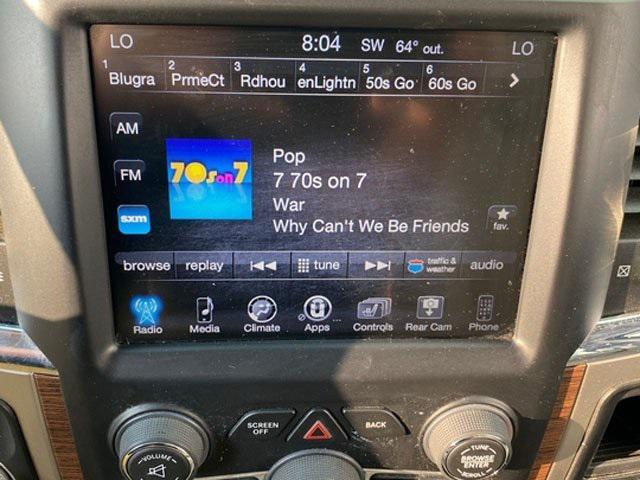 LO 8:04 SW 64° out. LO
1 Blugra 2 PrmeCt 3 Rdhou 4 enLightn 5 50s Go 6 60s Go
AM
FM
sxm
70s on 7
Pop
7 70s on 7
War
Why Can't We Be Friends
fav.
browse replay tune traffic & weather audio
Radio Media Climate Apps ... Controls Rear Cam Phone
VOLUME
SCREEN OFF
BACK
TUNE
BROWSE ENTER
SCROLL